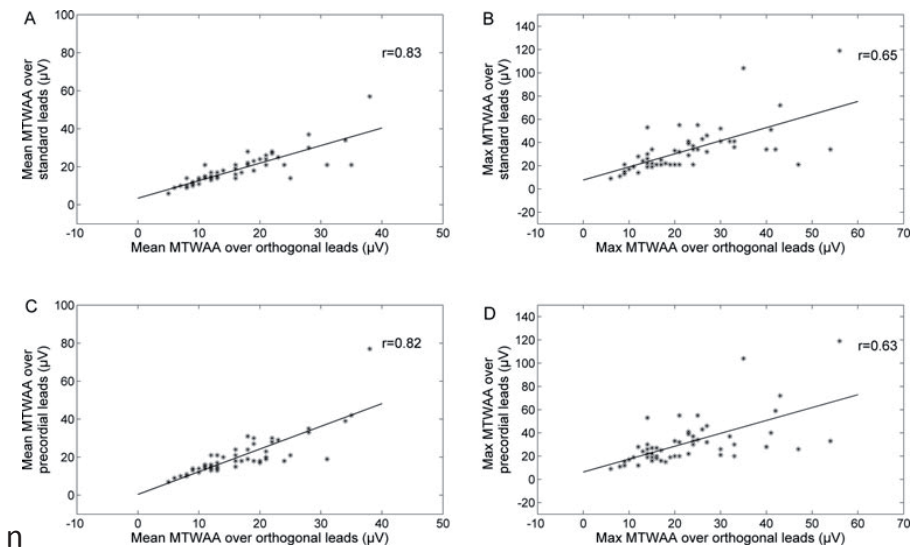 A
100
80
60
40
20
0
-10
0
10
20
30
40
50
Mean MTWAA over
standard leads (µV)
Mean MTWAA over orthogonal leads (µV)
r=0.83
B
140
120
100
80
60
40
20
0
-20
-10
0
10
20
30
40
50
60
70
Max MTWAA over
standard leads (µV)
Max MTWAA over orthogonal leads (µV)
r=0.65
C
100
80
60
40
20
0
-10
0
10
20
30
40
50
Mean MTWAA over
precordial leads (µV)
Mean MTWAA over orthogonal leads (µV)
r=0.82
D
140
120
100
80
60
40
20
0
-20
-10
0
10
20
30
40
50
60
70
Max MTWAA over
precordial leads (µV)
Max MTWAA over orthogonal leads (µV)
r=0.63
n